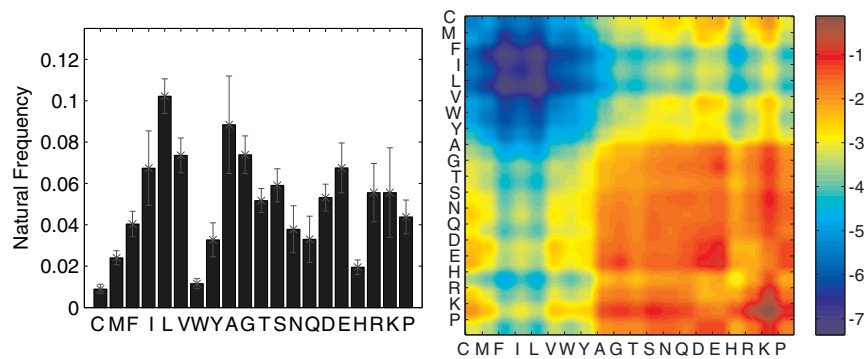 0.12
0.1
0.08
0.06
0.04
0.02
0
Natural Frequency
C M F I L V W Y A G T S N Q D E H R K P
C
M
F
I
L
V
W
Y
A
G
T
S
N
Q
D
E
H
R
K
P
C M F I L V W Y A G T S N Q D E H R K P
-1
-2
-3
-4
-5
-6
-7